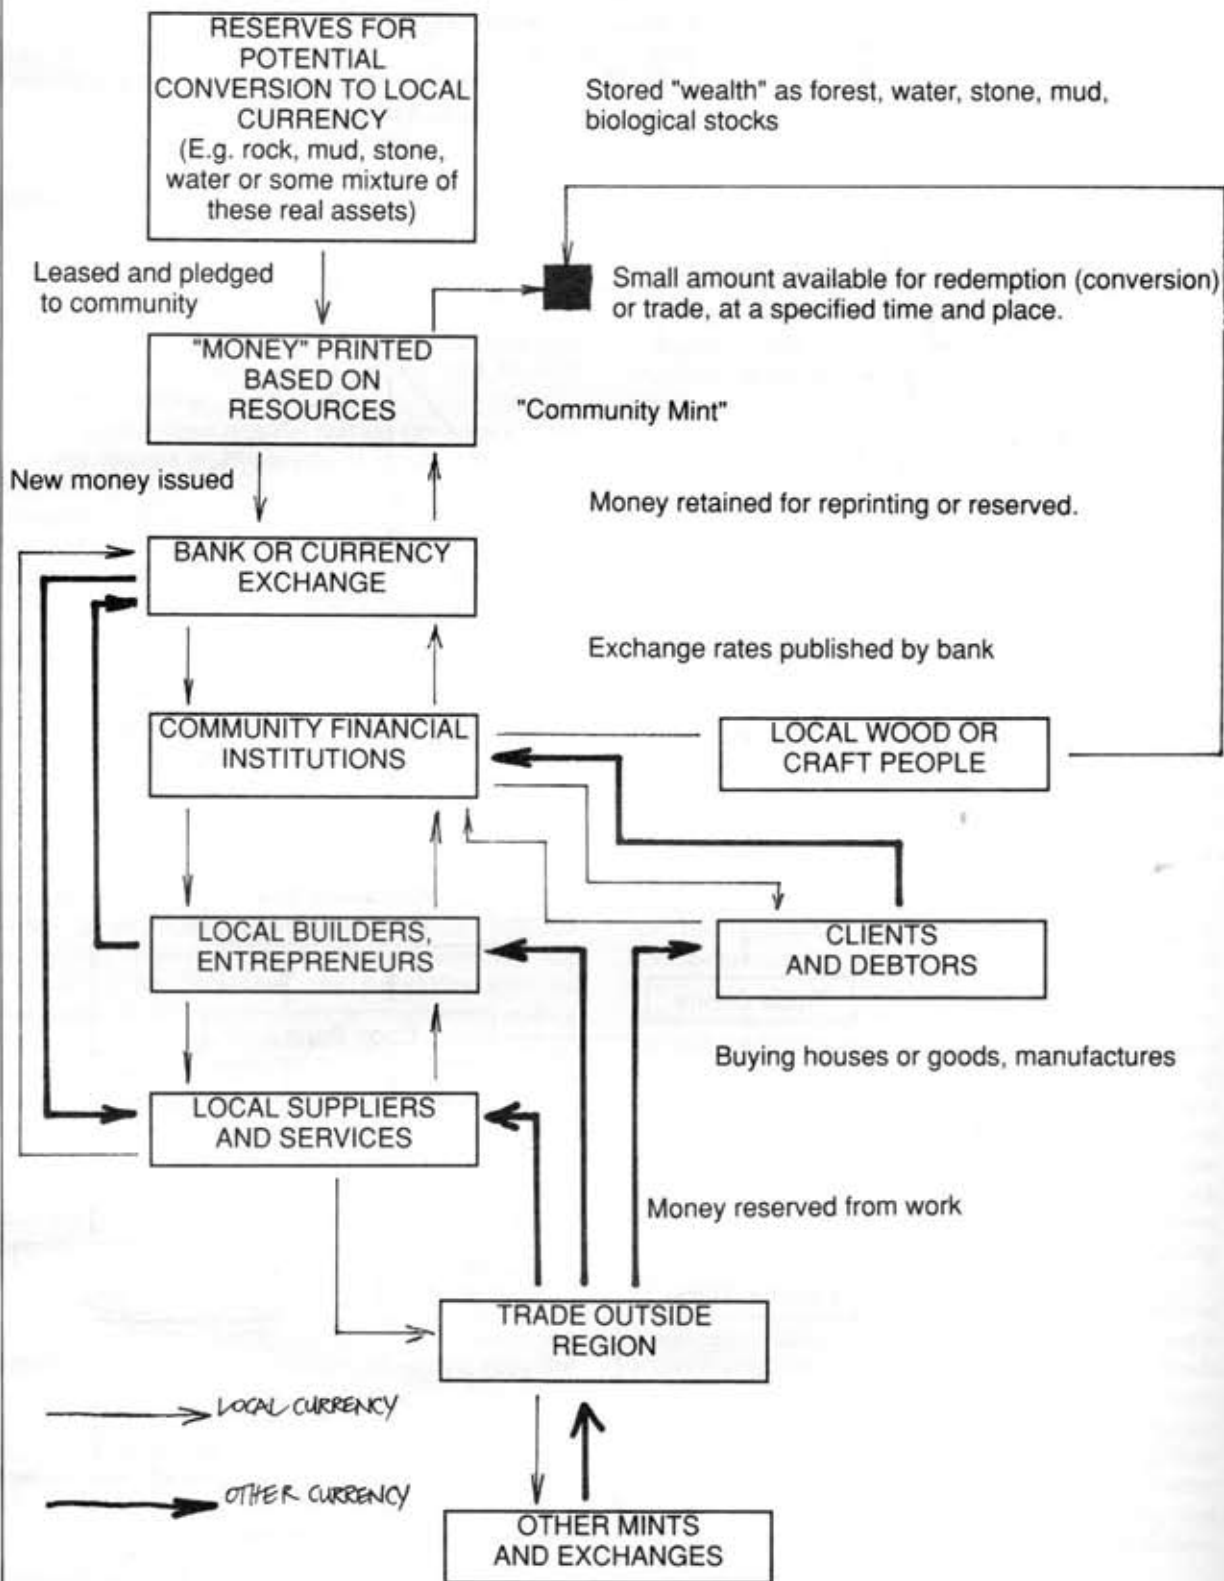 RESERVES FOR
POTENTIAL
CONVERSION TO LOCAL
CURRENCY
(E.g. rock, mud, stone,
water or some mixture of
these real assets)
Stored "wealth" as forest, water, stone, mud,
biological stocks
Leased and pledged
to community
Small amount available for redemption (conversion)
or trade, at a specified time and place.
"MONEY" PRINTED
BASED ON
RESOURCES
"Community Mint"
New money issued
Money retained for reprinting or reserved.
BANK OR CURRENCY
EXCHANGE
Exchange rates published by bank
COMMUNITY FINANCIAL
INSTITUTIONS
LOCAL WOOD OR
CRAFT PEOPLE
LOCAL BUILDERS,
ENTREPRENEURS
CLIENTS
AND DEBTORS
Buying houses or goods, manufactures
LOCAL SUPPLIERS
AND SERVICES
Money reserved from work
TRADE OUTSIDE
REGION
LOCAL CURRENCY
OTHER CURRENCY
OTHER MINTS
AND EXCHANGES